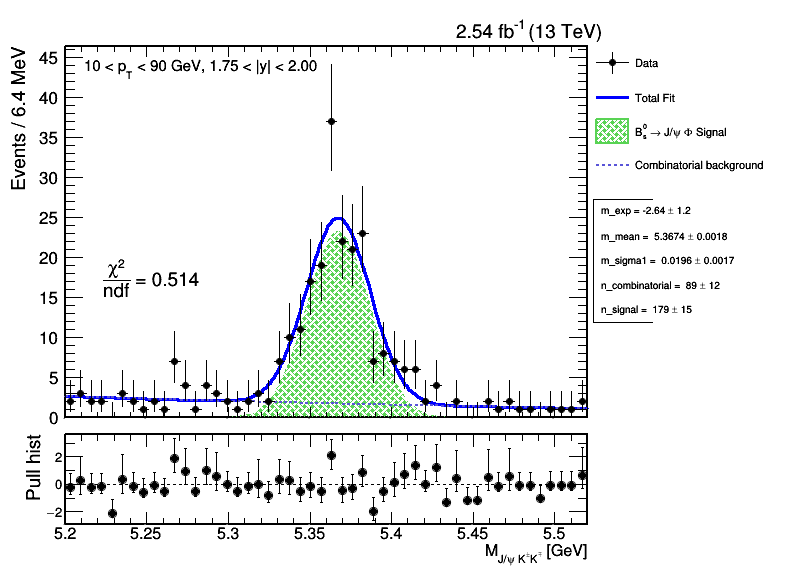 2.54 fb⁻¹ (13 TeV)
10 < p_T < 90 GeV, 1.75 < |y| < 2.00
Events / 6.4 MeV
45
40
35
30
25
20
15
10
5
0
χ²/ndf = 0.514
Data
Total Fit
B⁰ₛ → J/ψ Φ Signal
Combinatorial background
m_exp = -2.64 ± 1.2
m_mean = 5.3674 ± 0.0018
m_sigma1 = 0.0196 ± 0.0017
n_combinatorial = 89 ± 12
n_signal = 179 ± 15
Pull hist
2
0
−2
5.2 5.25 5.3 5.35 5.4 5.45 5.5
M_{J/ψ K^±K^∓} [GeV]